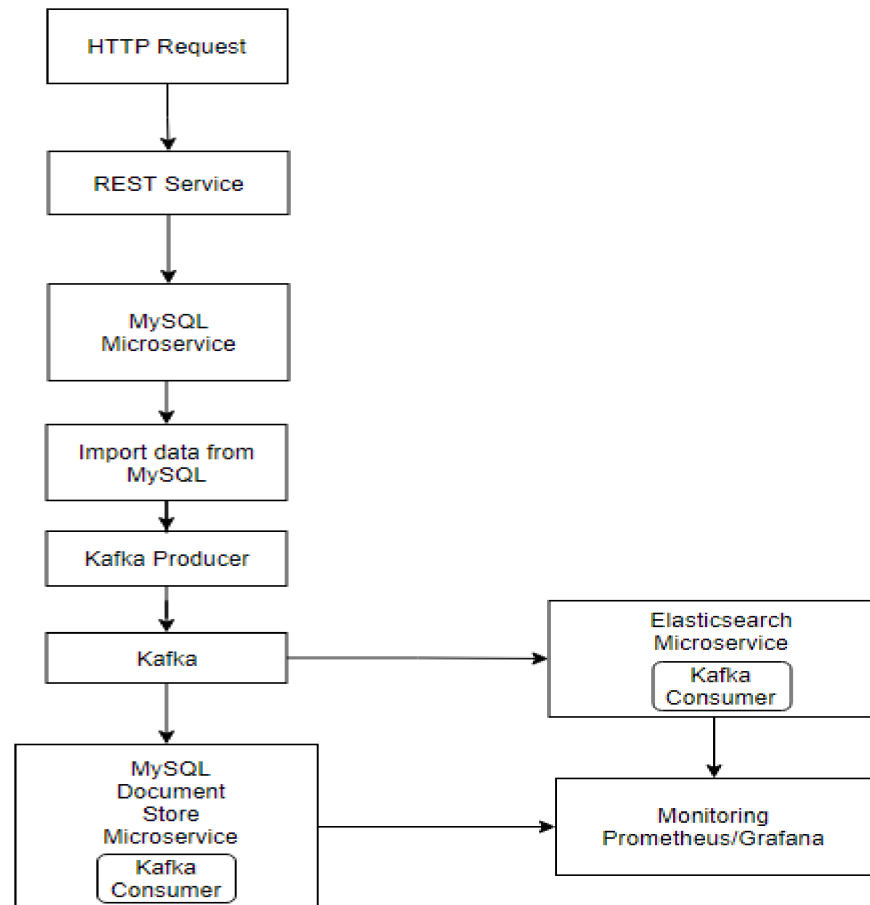 HTTP Request
REST Service
MySQL
Microservice
Import data from
MySQL
Kafka Producer
Kafka
Elasticsearch
Microservice
Kafka
Consumer
MySQL
Document
Store
Microservice
Kafka
Consumer
Monitoring
Prometheus/Grafana